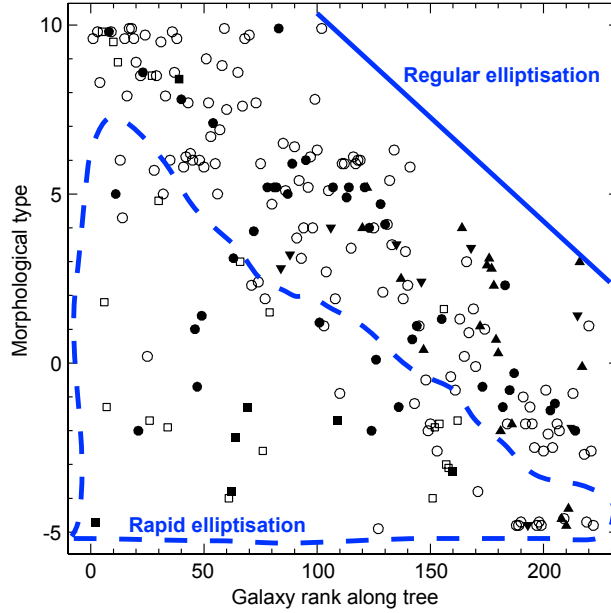 10
Regular elliptisation
Morphological type
5
0
Rapid elliptisation
-5
0 50 100 150 200
Galaxy rank along tree